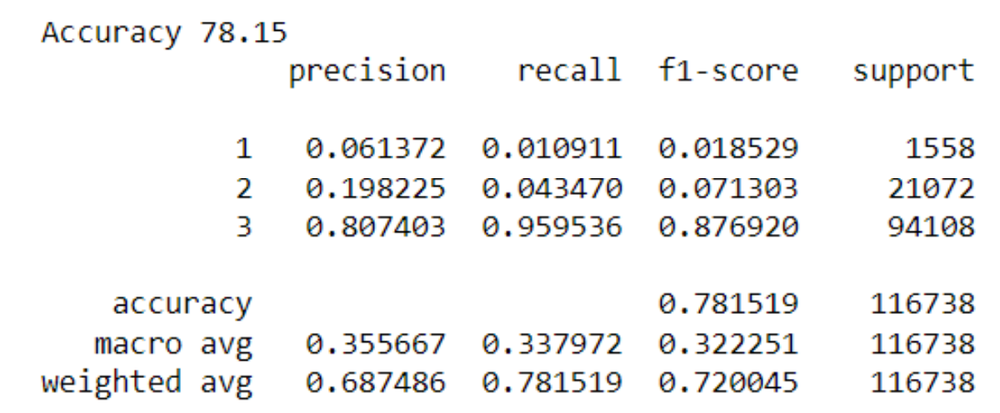 Accuracy 78.15
precision recall f1-score support
1 0.061372 0.010911 0.018529 1558
2 0.198225 0.043470 0.071303 21072
3 0.807403 0.959536 0.876920 94108
accuracy 0.781519 116738
macro avg 0.355667 0.337972 0.322251 116738
weighted avg 0.687486 0.781519 0.720045 116738